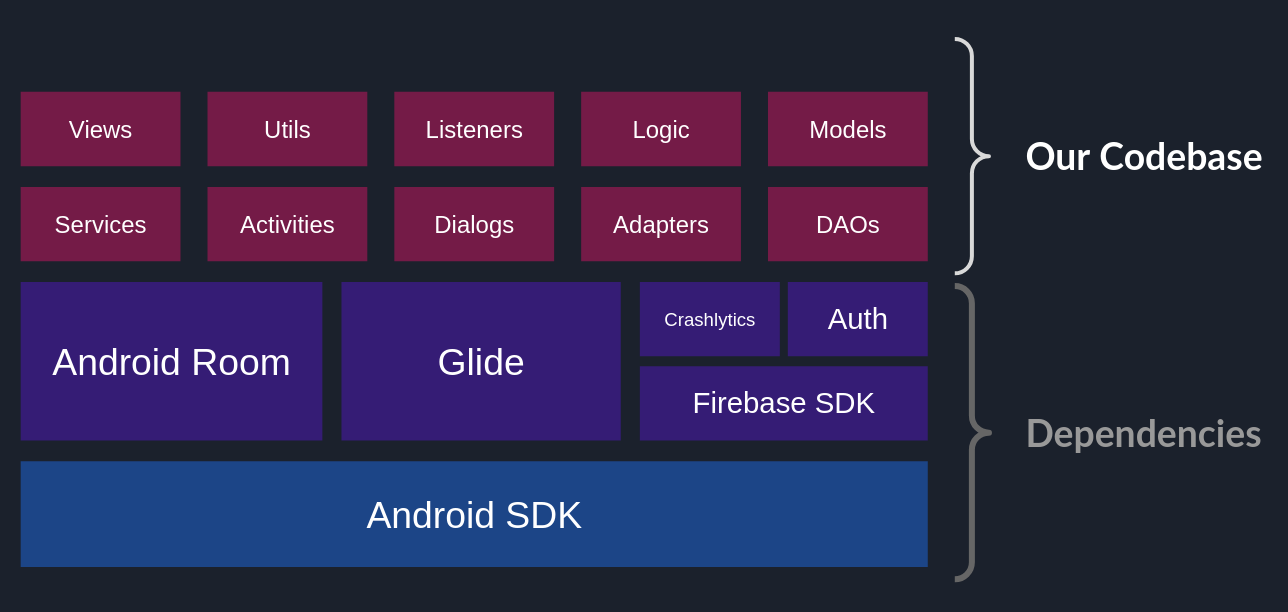 Views
Utils
Listeners
Logic
Models
Our Codebase
Services
Activities
Dialogs
Adapters
DAOs
Android Room
Glide
Crashlytics
Auth
Firebase SDK
Dependencies
Android SDK